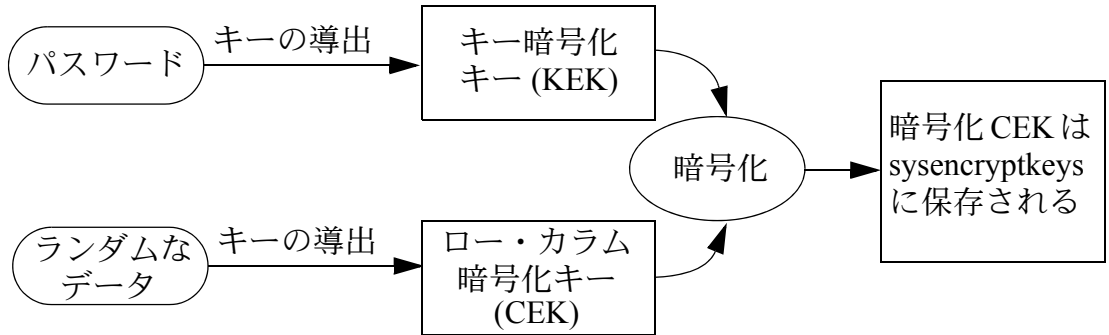 パスワード
キーの導出
キー暗号化
キー (KEK)
暗号化
暗号化 CEK は
sysencryptkeys
に保存される
ランダムな
データ
キーの導出
ロー・カラム
暗号化キー
(CEK)